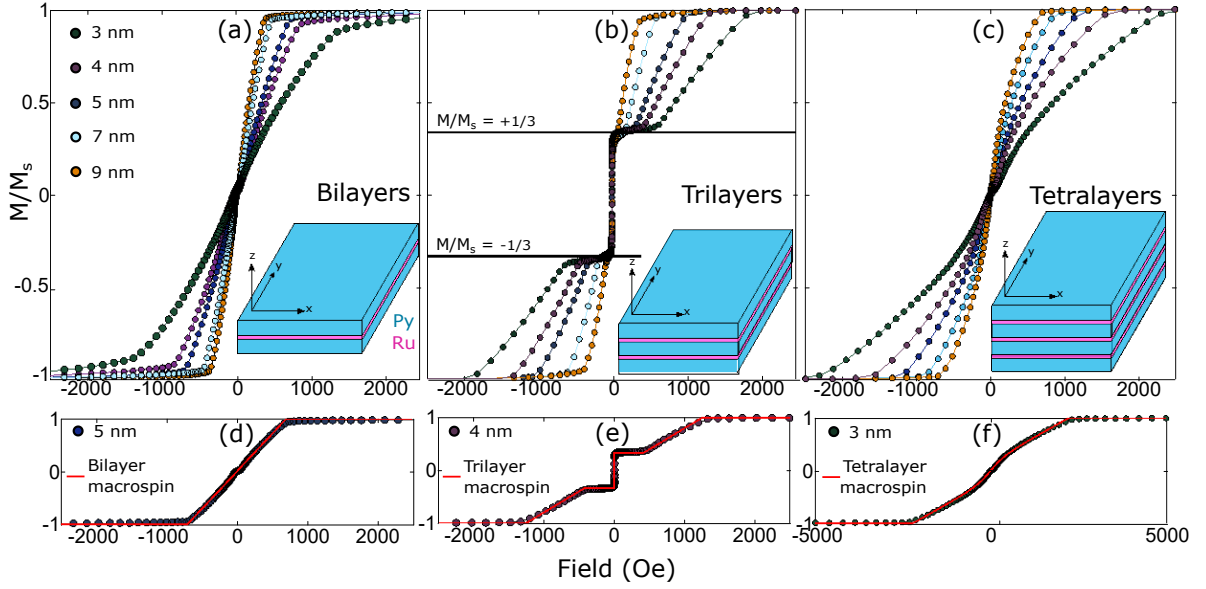 (a)
(b)
(c)
3 nm
4 nm
5 nm
7 nm
9 nm
M/Mₛ
1
0.5
0
-0.5
-1
Bilayers
z
y
x
Py
Ru
-2000 -1000 0 1000 2000
M/Mₛ = +1/3
M/Mₛ = -1/3
Trilayers
z
y
x
-2000 -1000 0 1000 2000
Tetralayers
z
y
x
-2000 -1000 0 1000 2000
(d)
5 nm
Bilayer
macrospin
1
0
-1
-2000 -1000 0 1000 2000
(e)
4 nm
Trilayer
macrospin
1
0
-1
-2000 -1000 0 1000 2000
(f)
3 nm
Tetralayer
macrospin
1
0
-1
-5000 0 5000
Field (Oe)